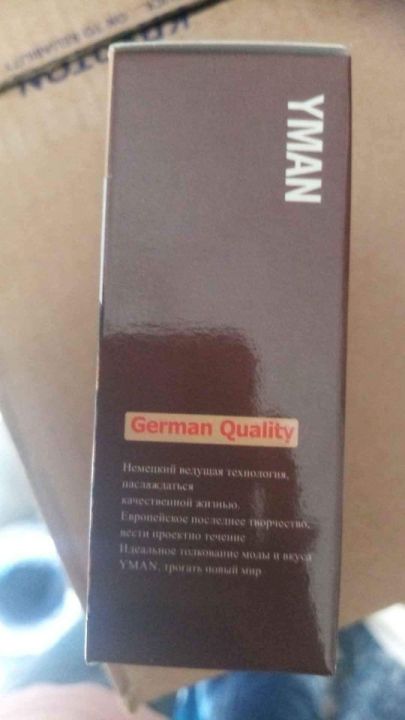 YMAN
German Quality
Немецкий ведущая технология,
наслаждаться
качественной жизнью.
Европейское последнее творчество,
вести проектно течение
Идеальное толкование моды и вкуса
YMAN, трогать новый мир